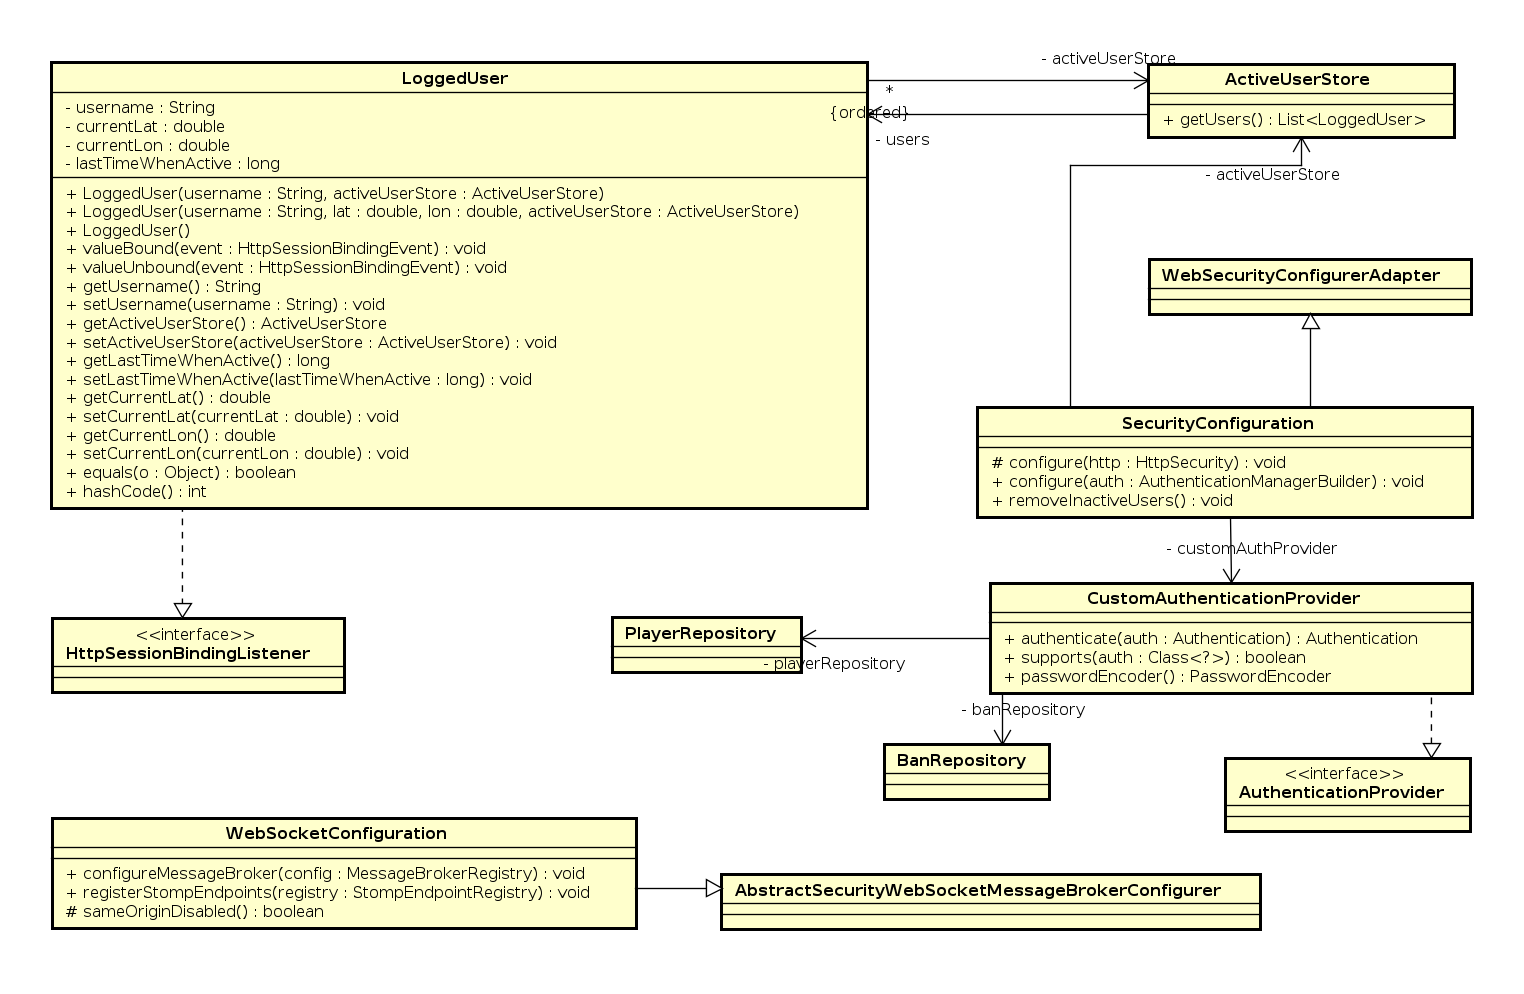 LoggedUser
- username : String
- currentLat : double
- currentLon : double
- lastTimeWhenActive : long
+ LoggedUser(username : String, activeUserStore : ActiveUserStore)
+ LoggedUser(username : String, lat : double, lon : double, activeUserStore : ActiveUserStore)
+ LoggedUser()
+ valueBound(event : HttpSessionBindingEvent) : void
+ valueUnbound(event : HttpSessionBindingEvent) : void
+ getUsername() : String
+ setUsername(username : String) : void
+ getActiveUserStore() : ActiveUserStore
+ setActiveUserStore(activeUserStore : ActiveUserStore) : void
+ getLastTimeWhenActive() : long
+ setLastTimeWhenActive(lastTimeWhenActive : long) : void
+ getCurrentLat() : double
+ setCurrentLat(currentLat : double) : void
+ getCurrentLon() : double
+ setCurrentLon(currentLon : double) : void
+ equals(o : Object) : boolean
+ hashCode() : int
- activeUserStore
*
{ordered}
- users
ActiveUserStore
+ getUsers() : List<LoggedUser>
- activeUserStore
WebSecurityConfigurerAdapter
SecurityConfiguration
# configure(http : HttpSecurity) : void
+ configure(auth : AuthenticationManagerBuilder) : void
+ removeInactiveUsers() : void
- customAuthProvider
CustomAuthenticationProvider
+ authenticate(auth : Authentication) : Authentication
+ supports(auth : Class<?>) : boolean
+ passwordEncoder() : PasswordEncoder
<<interface>>
HttpSessionBindingListener
PlayerRepository
- playerRepository
- banRepository
BanRepository
<<interface>>
AuthenticationProvider
WebSocketConfiguration
+ configureMessageBroker(config : MessageBrokerRegistry) : void
+ registerStompEndpoints(registry : StompEndpointRegistry) : void
# sameOriginDisabled() : boolean
AbstractSecurityWebSocketMessageBrokerConfigurer